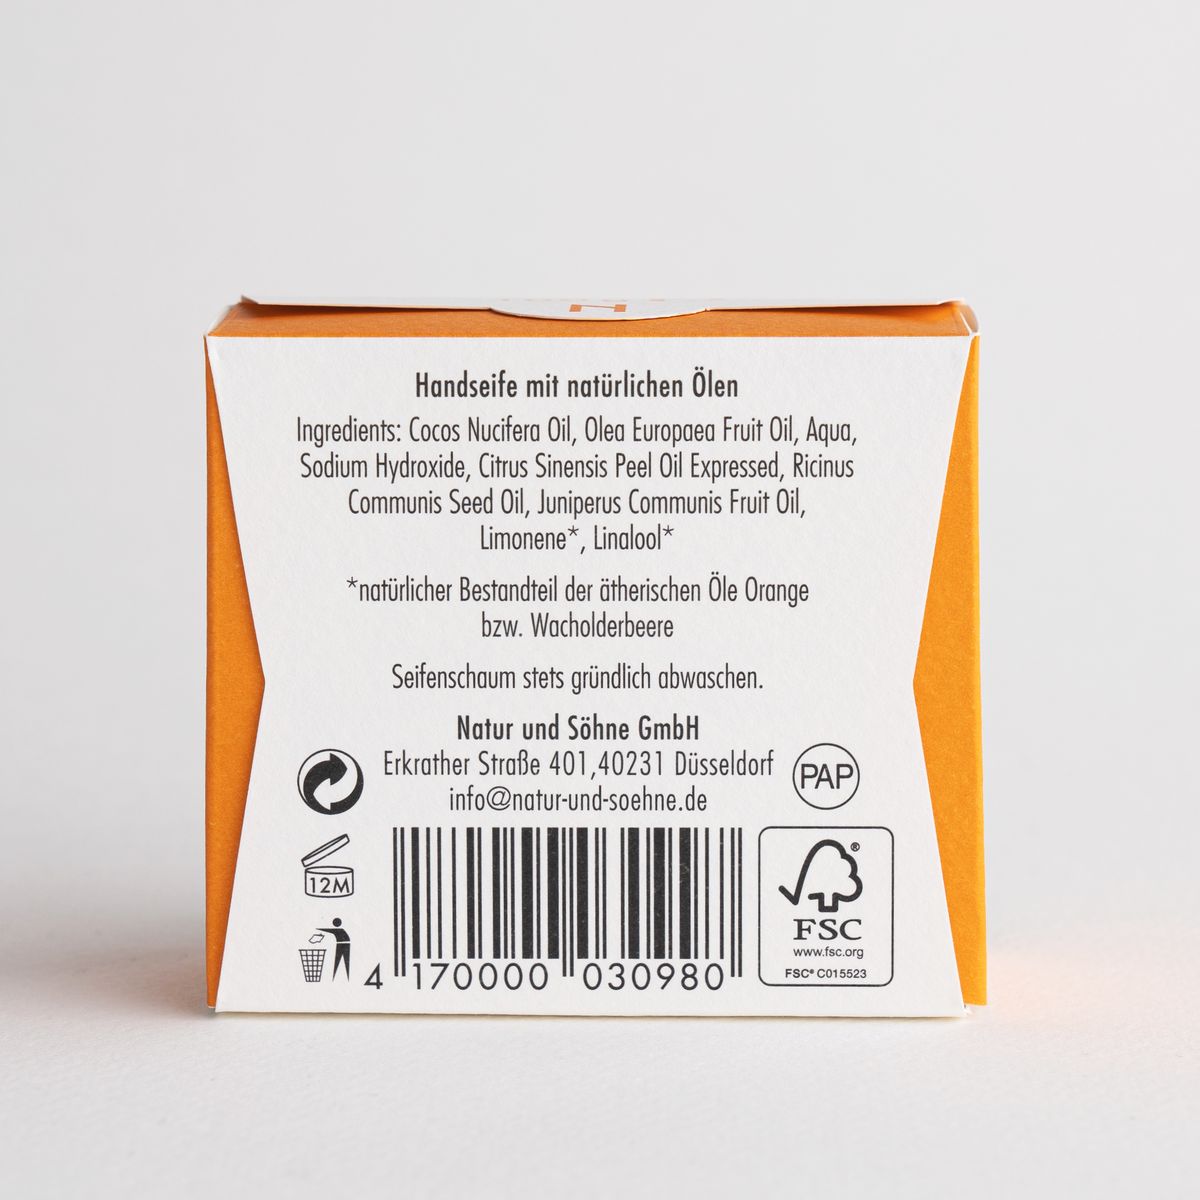 Handseife mit natürlichen Ölen
Ingredients: Cocos Nucifera Oil, Olea Europaea Fruit Oil, Aqua,
Sodium Hydroxide, Citrus Sinensis Peel Oil Expressed, Ricinus
Communis Seed Oil, Juniperus Communis Fruit Oil,
Limonene*, Linalool*
*natürlicher Bestandteil der ätherischen Öle Orange
bzw. Wacholderbeere
Seifenschaum stets gründlich abwaschen.
Natur und Söhne GmbH
Erkrather Straße 401,40231 Düsseldorf
info@natur-und-soehne.de
PAP
12M
4 170000 030980
®
FSC
www.fsc.org
FSC® C015523